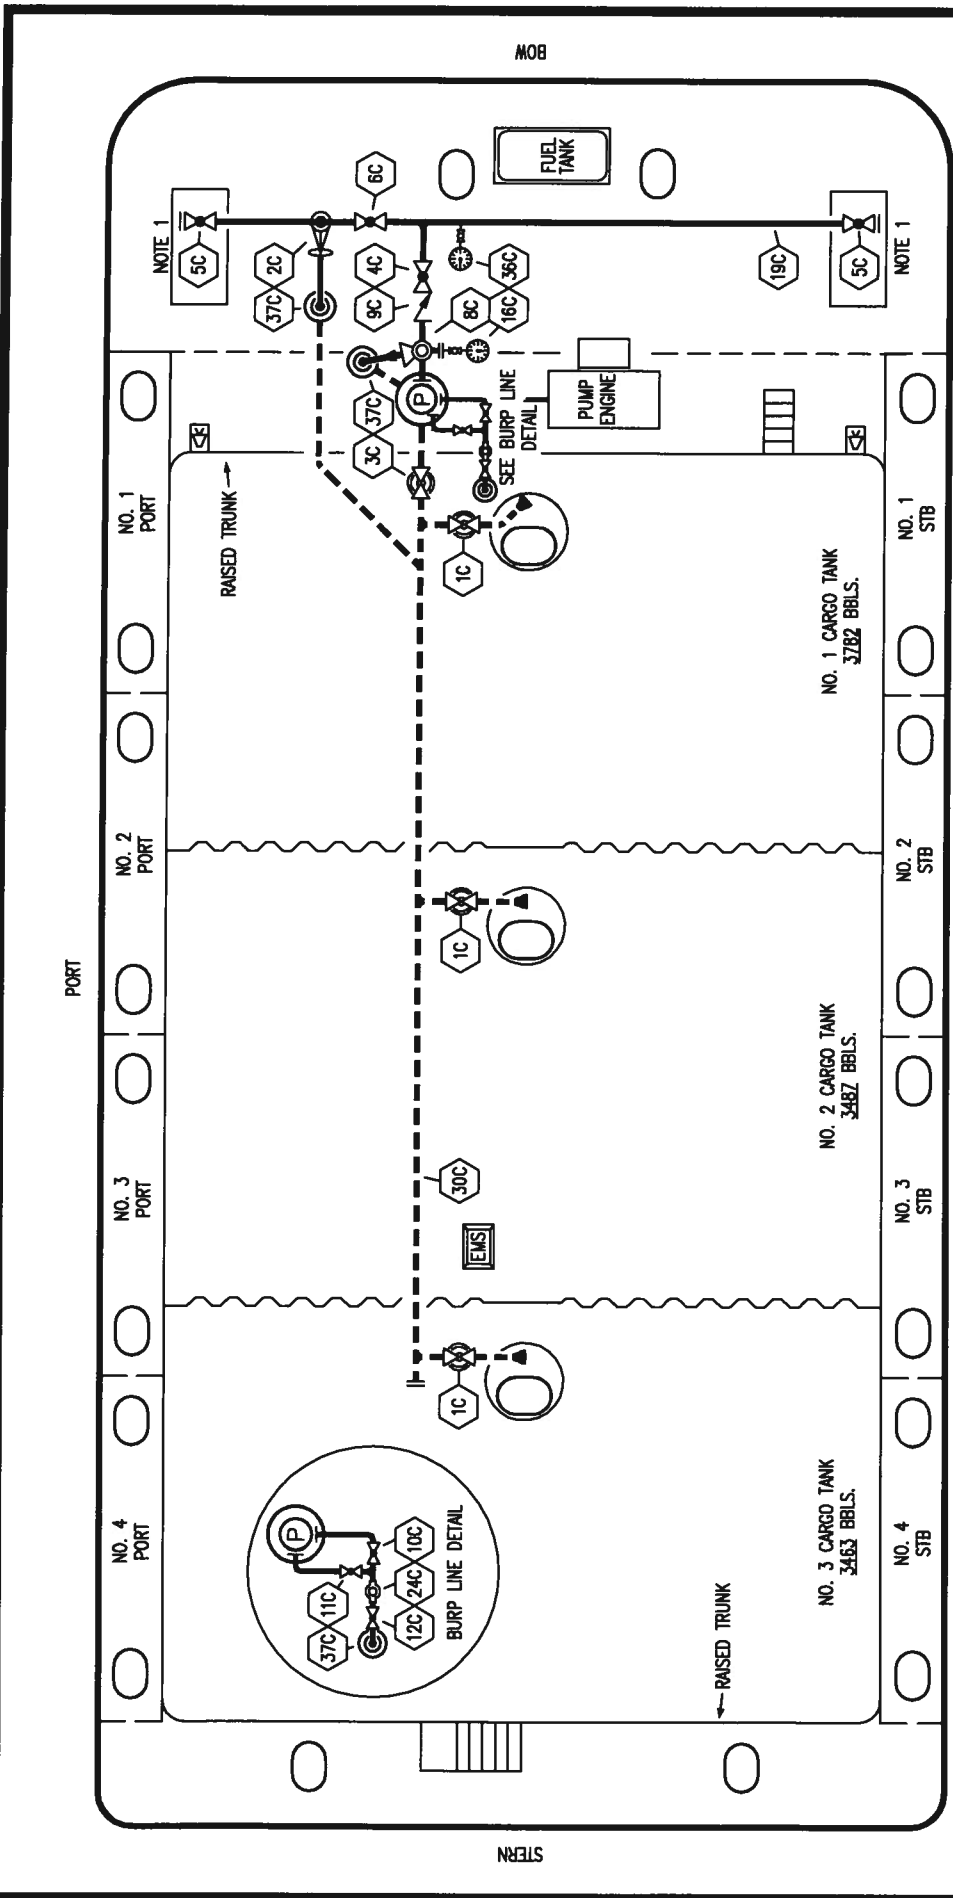 BOW
FUEL
TANK
6C
NOTE 1
5C
2C
37C
4C
9C
36C
8C
16C
19C
5C
NOTE 1
P
37C
3C
SEE BURP LINE
DETAIL
PUMP
ENGINE
NO. 1
PORT
RAISED TRUNK
1C
NO. 1
STB
NO. 1 CARGO TANK
3782 BBLS.
PORT
NO. 2
PORT
1C
NO. 2
STB
NO. 2 CARGO TANK
3487 BBLS.
NO. 3
PORT
30C
EMS
NO. 3
STB
1C
NO. 4
PORT
P
11C
37C
10C
24C
12C
BURP LINE DETAIL
NO. 3 CARGO TANK
3463 BBLS.
NO. 4
STB
RAISED TRUNK
STERN